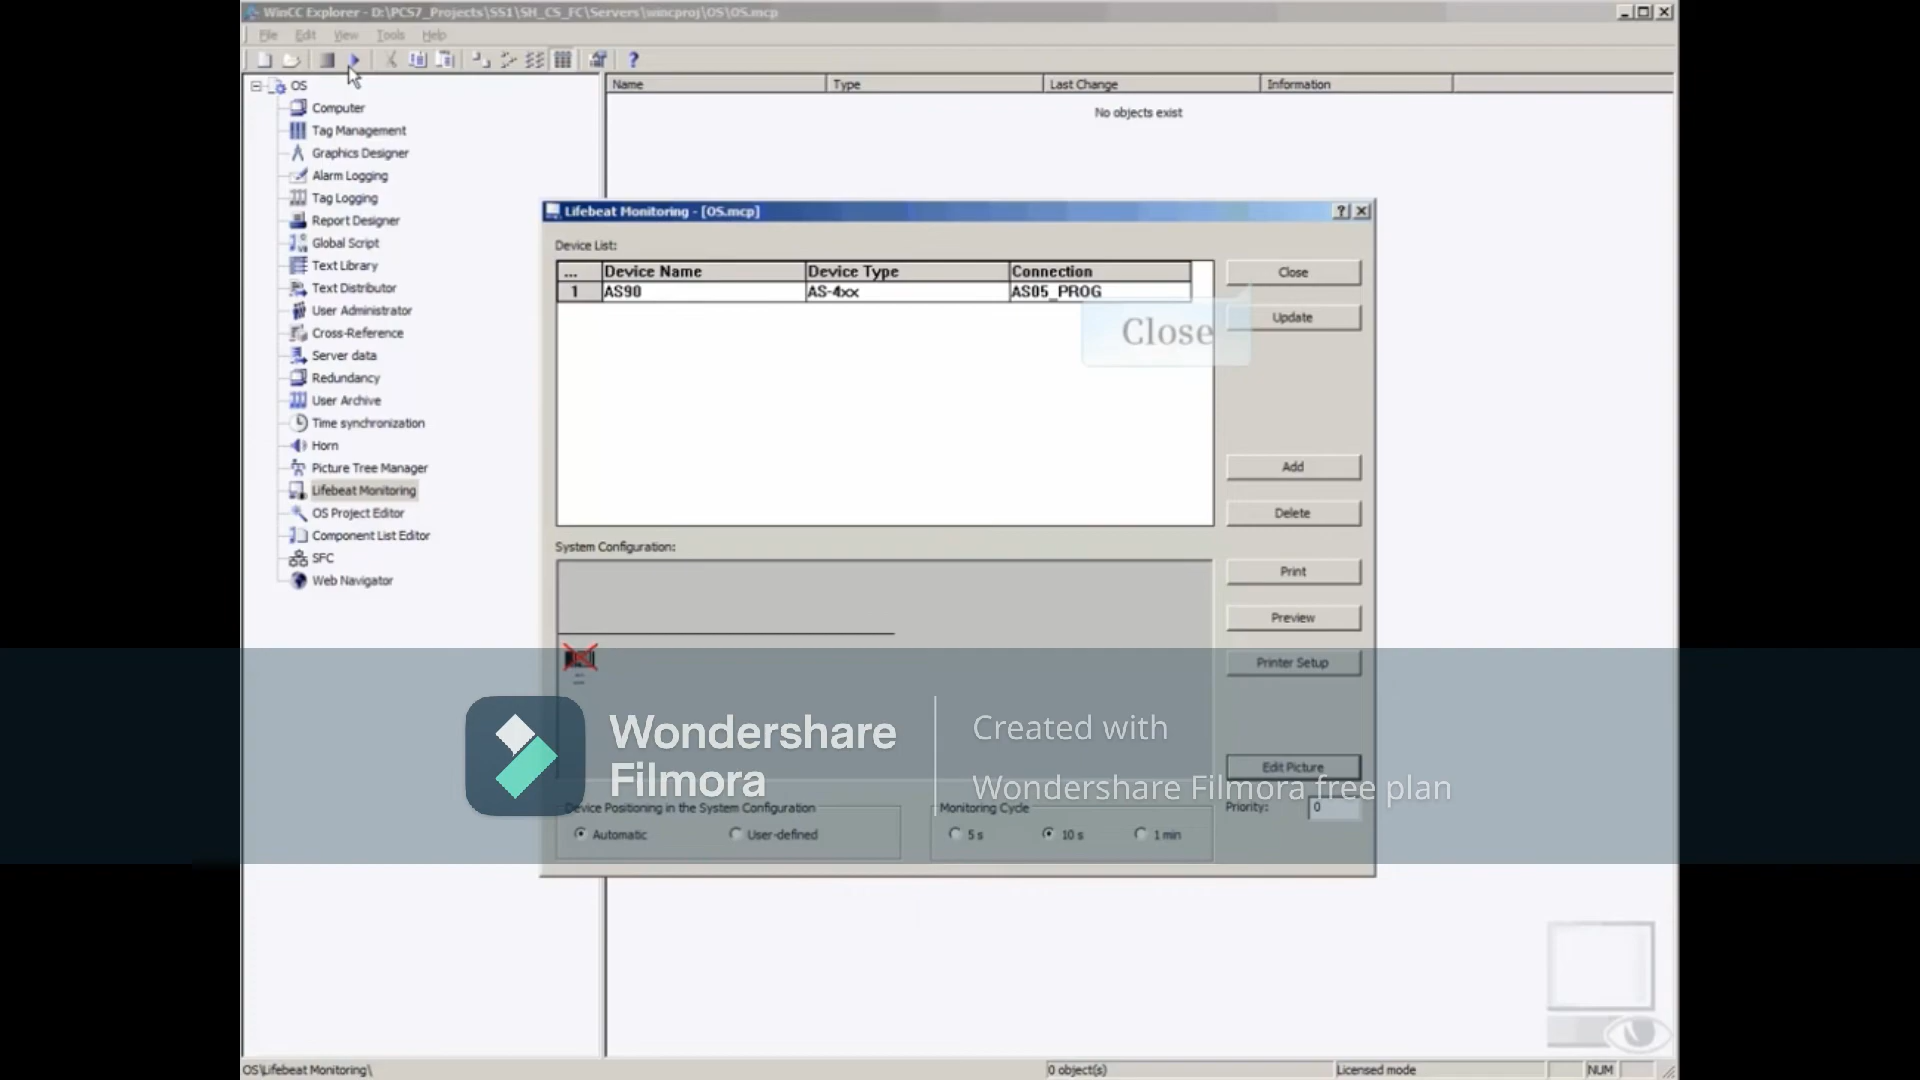 WinCC Explorer - D:\PCS7_Projects\SS1\SH_CS_FC\Servers\wincproj\OS\OS.mcp
File Edit View Tools Help
OS
Computer
Tag Management
Graphics Designer
Alarm Logging
Tag Logging
Report Designer
Global Script
Text Library
Text Distributor
User Administrator
Cross-Reference
Server data
Redundancy
User Archive
Time synchronization
Horn
Picture Tree Manager
Lifebeat Monitoring
OS Project Editor
Component List Editor
SFC
Web Navigator
Name Type Last Change Information
No objects exist
Lifebeat Monitoring - [OS.mcp]
Device List:
... Device Name Device Type Connection
1 AS90 AS-4xx AS05_PROG
Close
Close
Update
Add
Delete
System Configuration:
Print
Preview
Printer Setup
Edit Picture
Wondershare
Filmora
Created with
Wondershare Filmora free plan
Device Positioning in the System Configuration
Automatic User-defined
Monitoring Cycle
5 s 10 s 1 min
Priority: 0
OS\Lifebeat Monitoring\ 0 object(s) Licensed mode NUM